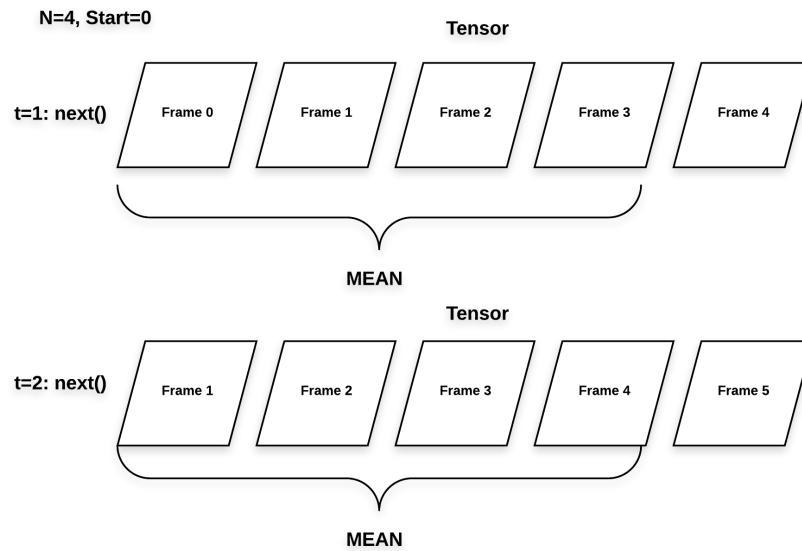 N=4, Start=0
Tensor
t=1: next()
Frame 0
Frame 1
Frame 2
Frame 3
Frame 4
MEAN
Tensor
t=2: next()
Frame 1
Frame 2
Frame 3
Frame 4
Frame 5
MEAN